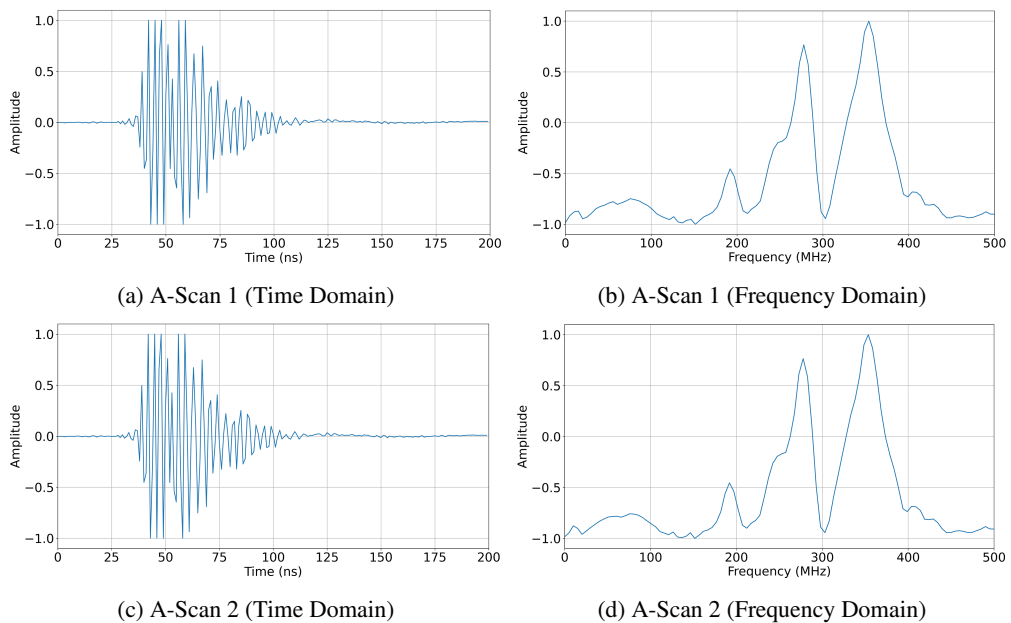 1.0
0.5
0.0
−0.5
−1.0
Amplitude
0 25 50 75 100 125 150 175 200
Time (ns)
(a) A-Scan 1 (Time Domain)
1.0
0.5
0.0
−0.5
−1.0
Amplitude
0 100 200 300 400 500
Frequency (MHz)
(b) A-Scan 1 (Frequency Domain)
1.0
0.5
0.0
−0.5
−1.0
Amplitude
0 25 50 75 100 125 150 175 200
Time (ns)
(c) A-Scan 2 (Time Domain)
1.0
0.5
0.0
−0.5
−1.0
Amplitude
0 100 200 300 400 500
Frequency (MHz)
(d) A-Scan 2 (Frequency Domain)